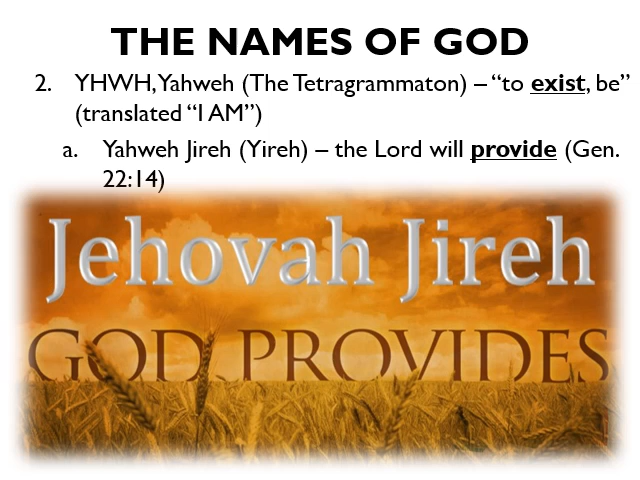 THE NAMES OF GOD
2. YHWH, Yahweh (The Tetragrammaton) – “to exist, be”
(translated “I AM”)
a. Yahweh Jireh (Yireh) – the Lord will provide (Gen.
22:14)
Jehovah Jireh
GOD PROVIDES